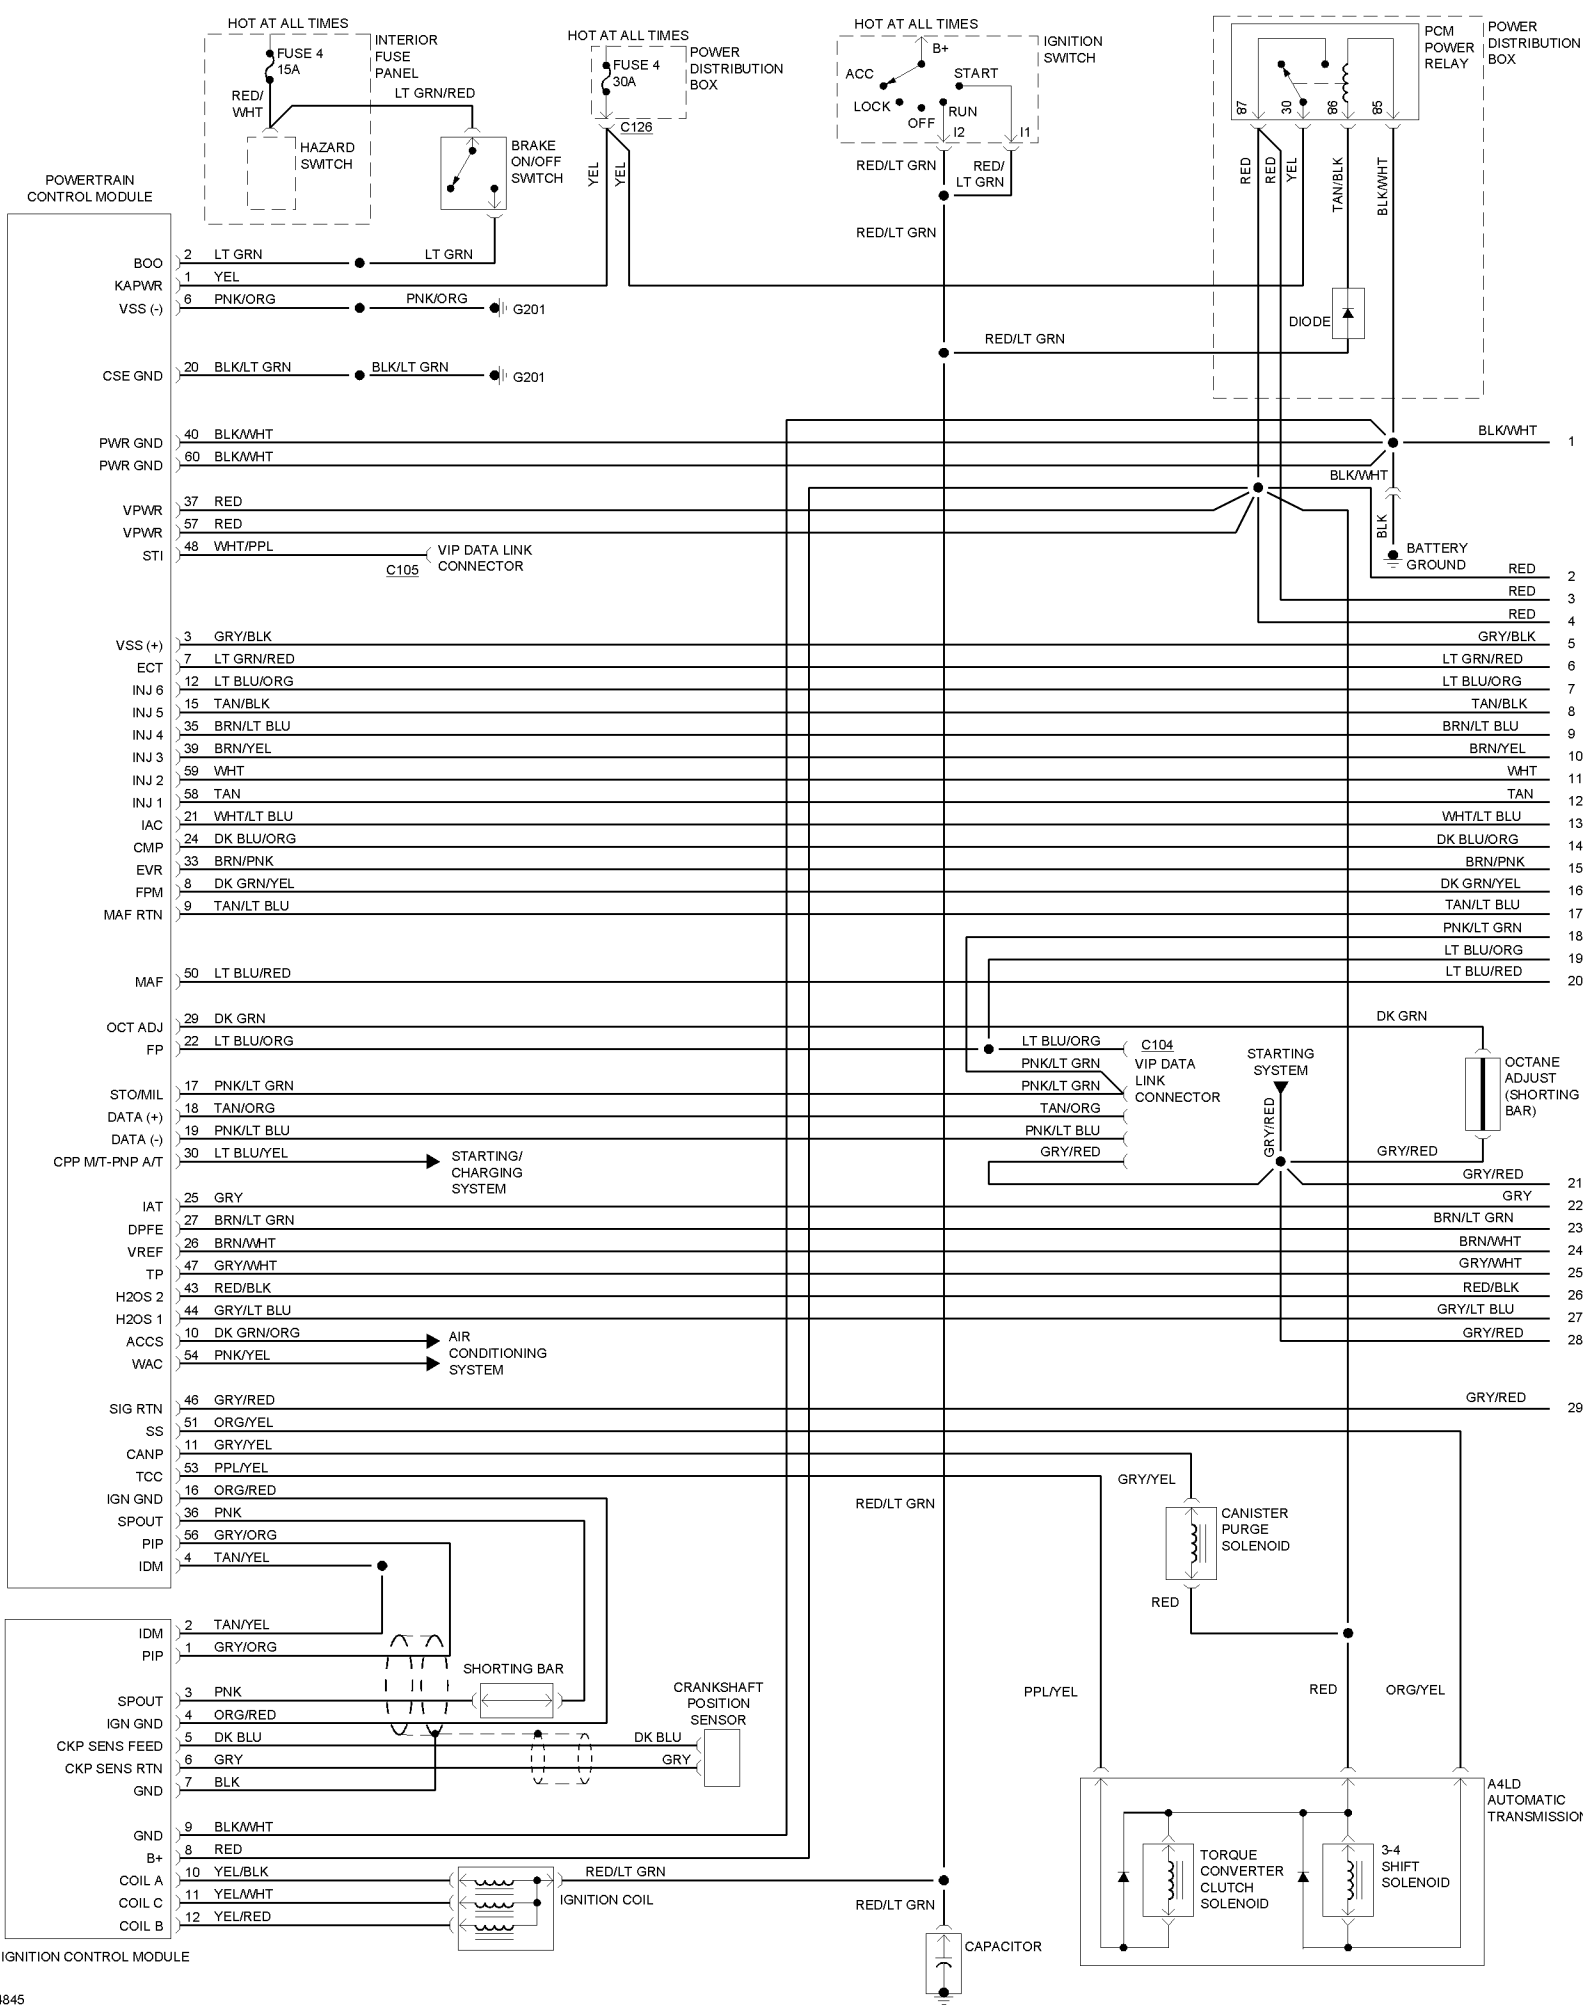 HOT AT ALL TIMES
FUSE 4
15A
INTERIOR
FUSE
PANEL
RED/
WHT
LT GRN/RED
HAZARD
SWITCH
BRAKE
ON/OFF
SWITCH
HOT AT ALL TIMES
FUSE 4
30A
POWER
DISTRIBUTION
BOX
C126
YEL
YEL
HOT AT ALL TIMES
B+
IGNITION
SWITCH
ACC
START
LOCK
RUN
OFF
I2
I1
RED/LT GRN
RED/
LT GRN
RED/LT GRN
PCM
POWER
RELAY
POWER
DISTRIBUTION
BOX
87
30
86
85
RED
RED
YEL
TAN/BLK
BLK/WHT
DIODE
RED/LT GRN
POWERTRAIN
CONTROL MODULE
BOO 2 LT GRN LT GRN
KAPWR 1 YEL
VSS (-) 6 PNK/ORG PNK/ORG G201
CSE GND 20 BLK/LT GRN BLK/LT GRN G201
PWR GND 40 BLK/WHT BLK/WHT 1
PWR GND 60 BLK/WHT
BLK/WHT
BLK
BATTERY
GROUND
VPWR 37 RED
VPWR 57 RED
STI 48 WHT/PPL
C105
VIP DATA LINK
CONNECTOR
RED 2
RED 3
RED 4
VSS (+) 3 GRY/BLK GRY/BLK 5
ECT 7 LT GRN/RED LT GRN/RED 6
INJ 6 12 LT BLU/ORG LT BLU/ORG 7
INJ 5 15 TAN/BLK TAN/BLK 8
INJ 4 35 BRN/LT BLU BRN/LT BLU 9
INJ 3 39 BRN/YEL BRN/YEL 10
INJ 2 59 WHT WHT 11
INJ 1 58 TAN TAN 12
IAC 21 WHT/LT BLU WHT/LT BLU 13
CMP 24 DK BLU/ORG DK BLU/ORG 14
EVR 33 BRN/PNK BRN/PNK 15
FPM 8 DK GRN/YEL DK GRN/YEL 16
MAF RTN 9 TAN/LT BLU TAN/LT BLU 17
PNK/LT GRN 18
LT BLU/ORG 19
MAF 50 LT BLU/RED LT BLU/RED 20
OCT ADJ 29 DK GRN DK GRN
FP 22 LT BLU/ORG LT BLU/ORG
PNK/LT GRN
STO/MIL 17 PNK/LT GRN PNK/LT GRN
DATA (+) 18 TAN/ORG TAN/ORG
DATA (-) 19 PNK/LT BLU PNK/LT BLU
CPP M/T-PNP A/T 30 LT BLU/YEL GRY/RED
STARTING/
CHARGING
SYSTEM
C104
VIP DATA
LINK
CONNECTOR
STARTING
SYSTEM
GRY/RED
GRY/RED
OCTANE
ADJUST
(SHORTING
BAR)
GRY/RED 21
IAT 25 GRY GRY 22
DPFE 27 BRN/LT GRN BRN/LT GRN 23
VREF 26 BRN/WHT BRN/WHT 24
TP 47 GRY/WHT GRY/WHT 25
H2OS 2 43 RED/BLK RED/BLK 26
H2OS 1 44 GRY/LT BLU GRY/LT BLU 27
ACCS 10 DK GRN/ORG GRY/RED 28
WAC 54 PNK/YEL
AIR
CONDITIONING
SYSTEM
SIG RTN 46 GRY/RED GRY/RED 29
SS 51 ORG/YEL
CANP 11 GRY/YEL
TCC 53 PPL/YEL
IGN GND 16 ORG/RED
SPOUT 36 PNK
PIP 56 GRY/ORG
IDM 4 TAN/YEL
RED/LT GRN
GRY/YEL
CANISTER
PURGE
SOLENOID
RED
IDM 2 TAN/YEL
PIP 1 GRY/ORG
SHORTING BAR
SPOUT 3 PNK
IGN GND 4 ORG/RED
CKP SENS FEED 5 DK BLU DK BLU
CKP SENS RTN 6 GRY GRY
GND 7 BLK
CRANKSHAFT
POSITION
SENSOR
PPL/YEL
RED
ORG/YEL
GND 9 BLK/WHT
B+ 8 RED
COIL A 10 YEL/BLK RED/LT GRN
COIL C 11 YEL/WHT
COIL B 12 YEL/RED
IGNITION COIL
IGNITION CONTROL MODULE
RED/LT GRN
CAPACITOR
A4LD
AUTOMATIC
TRANSMISSION
TORQUE
CONVERTER
CLUTCH
SOLENOID
3-4
SHIFT
SOLENOID